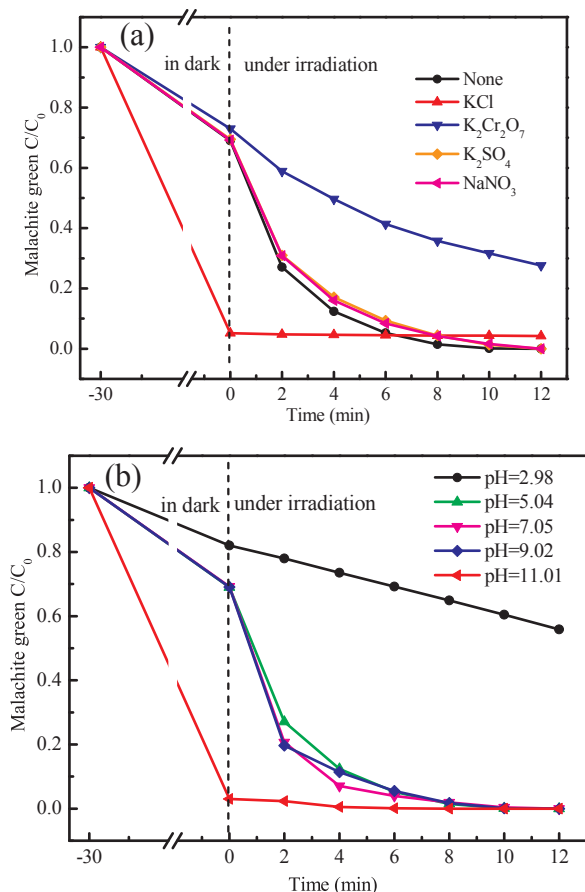 (a)
in dark
under irradiation
None
KCl
K₂Cr₂O₇
K₂SO₄
NaNO₃
Malachite green C/C₀
1.0
0.8
0.6
0.4
0.2
0.0
-30 0 2 4 6 8 10 12
Time (min)
(b)
in dark
under irradiation
pH=2.98
pH=5.04
pH=7.05
pH=9.02
pH=11.01
Malachite green C/C₀
1.0
0.8
0.6
0.4
0.2
0.0
-30 0 2 4 6 8 10 12
Time (min)